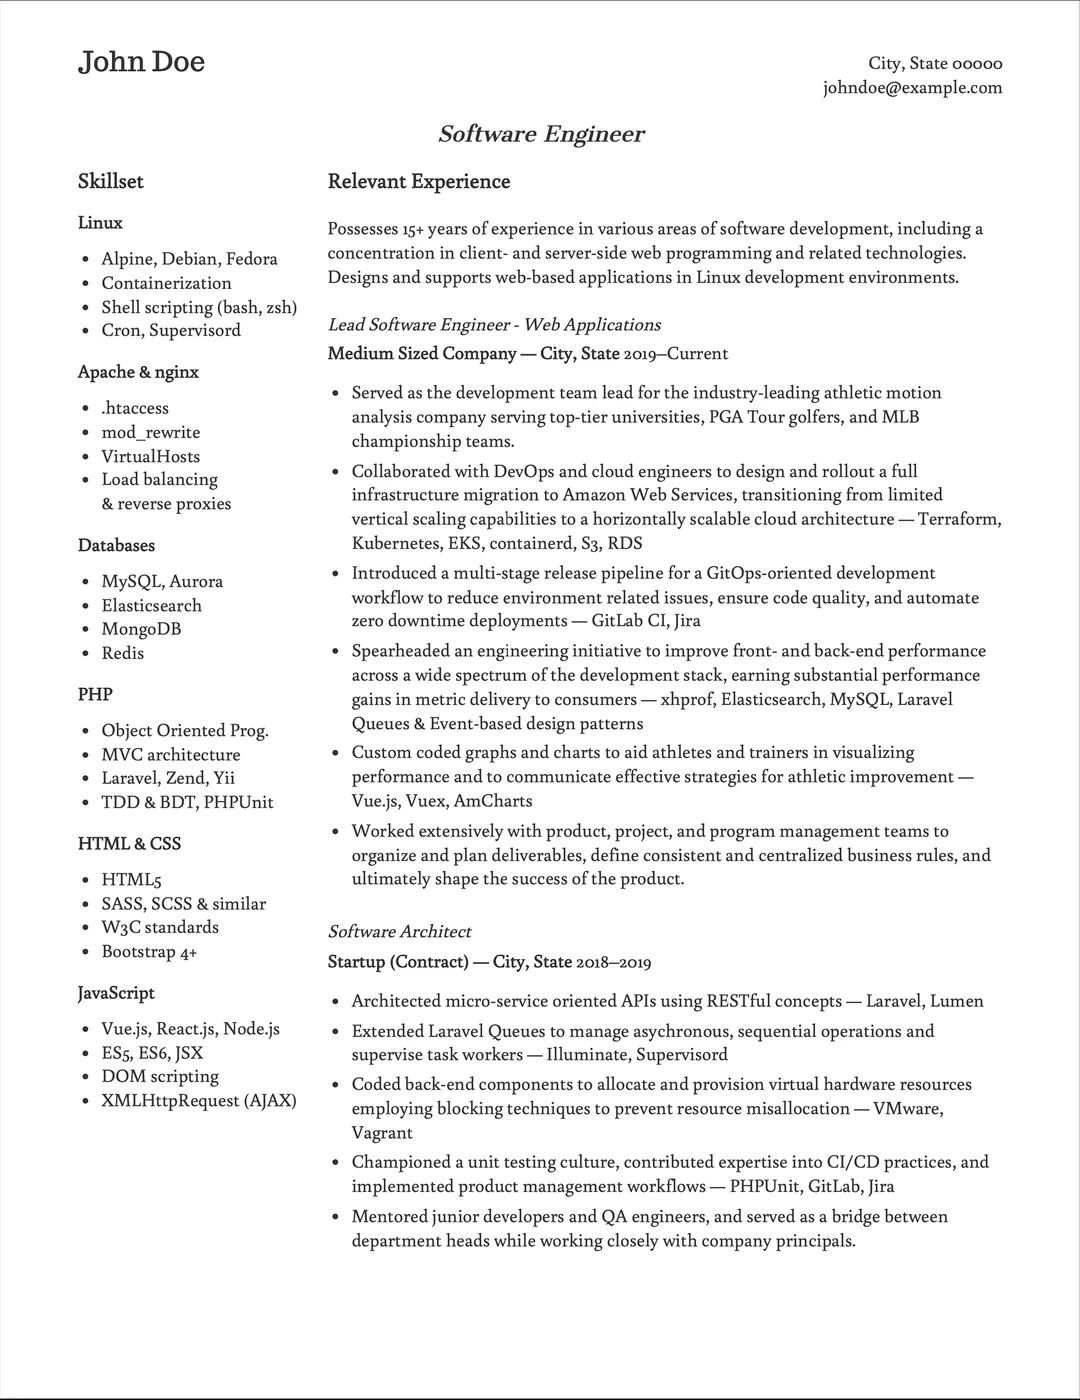 John Doe
City, State 00000
johndoe@example.com
Software Engineer
Skillset
Linux
• Alpine, Debian, Fedora
• Containerization
• Shell scripting (bash, zsh)
• Cron, Supervisord
Apache & nginx
• .htaccess
• mod_rewrite
• VirtualHosts
• Load balancing
& reverse proxies
Databases
• MySQL, Aurora
• Elasticsearch
• MongoDB
• Redis
PHP
• Object Oriented Prog.
• MVC architecture
• Laravel, Zend, Yii
• TDD & BDT, PHPUnit
HTML & CSS
• HTML5
• SASS, SCSS & similar
• W3C standards
• Bootstrap 4+
JavaScript
• Vue.js, React.js, Node.js
• ES5, ES6, JSX
• DOM scripting
• XMLHttpRequest (AJAX)
Relevant Experience
Possesses 15+ years of experience in various areas of software development, including a
concentration in client- and server-side web programming and related technologies.
Designs and supports web-based applications in Linux development environments.
Lead Software Engineer - Web Applications
Medium Sized Company — City, State 2019–Current
• Served as the development team lead for the industry-leading athletic motion
analysis company serving top-tier universities, PGA Tour golfers, and MLB
championship teams.
• Collaborated with DevOps and cloud engineers to design and rollout a full
infrastructure migration to Amazon Web Services, transitioning from limited
vertical scaling capabilities to a horizontally scalable cloud architecture — Terraform,
Kubernetes, EKS, containerd, S3, RDS
• Introduced a multi-stage release pipeline for a GitOps-oriented development
workflow to reduce environment related issues, ensure code quality, and automate
zero downtime deployments — GitLab CI, Jira
• Spearheaded an engineering initiative to improve front- and back-end performance
across a wide spectrum of the development stack, earning substantial performance
gains in metric delivery to consumers — xhprof, Elasticsearch, MySQL, Laravel
Queues & Event-based design patterns
• Custom coded graphs and charts to aid athletes and trainers in visualizing
performance and to communicate effective strategies for athletic improvement —
Vue.js, Vuex, AmCharts
• Worked extensively with product, project, and program management teams to
organize and plan deliverables, define consistent and centralized business rules, and
ultimately shape the success of the product.
Software Architect
Startup (Contract) — City, State 2018–2019
• Architected micro-service oriented APIs using RESTful concepts — Laravel, Lumen
• Extended Laravel Queues to manage asychronous, sequential operations and
supervise task workers — Illuminate, Supervisord
• Coded back-end components to allocate and provision virtual hardware resources
employing blocking techniques to prevent resource misallocation — VMware,
Vagrant
• Championed a unit testing culture, contributed expertise into CI/CD practices, and
implemented product management workflows — PHPUnit, GitLab, Jira
• Mentored junior developers and QA engineers, and served as a bridge between
department heads while working closely with company principals.